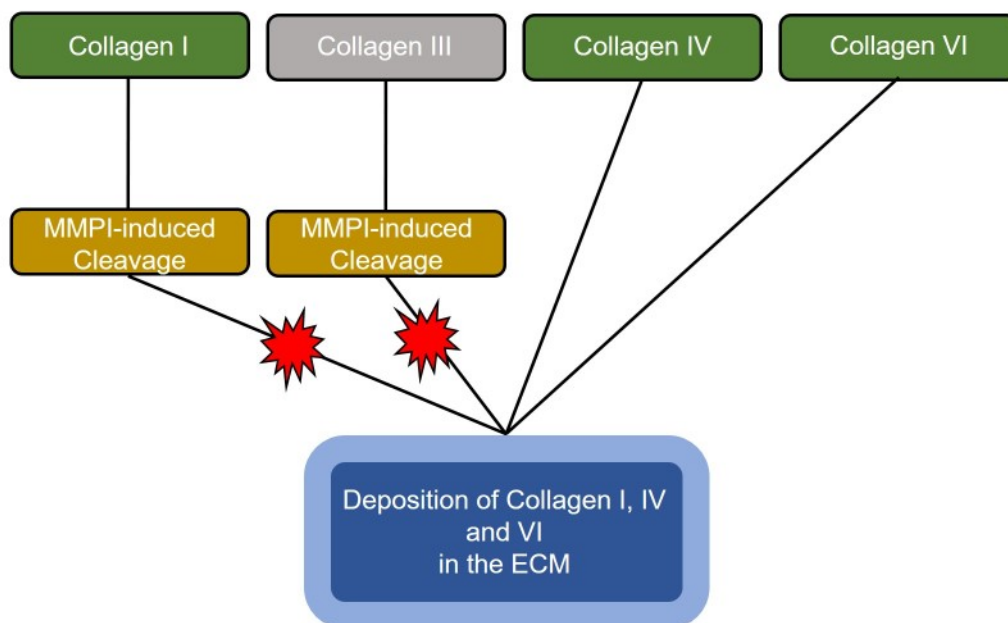 Collagen I
Collagen III
Collagen IV
Collagen VI
MMPI-induced
Cleavage
MMPI-induced
Cleavage
Deposition of Collagen I, IV
and VI
in the ECM